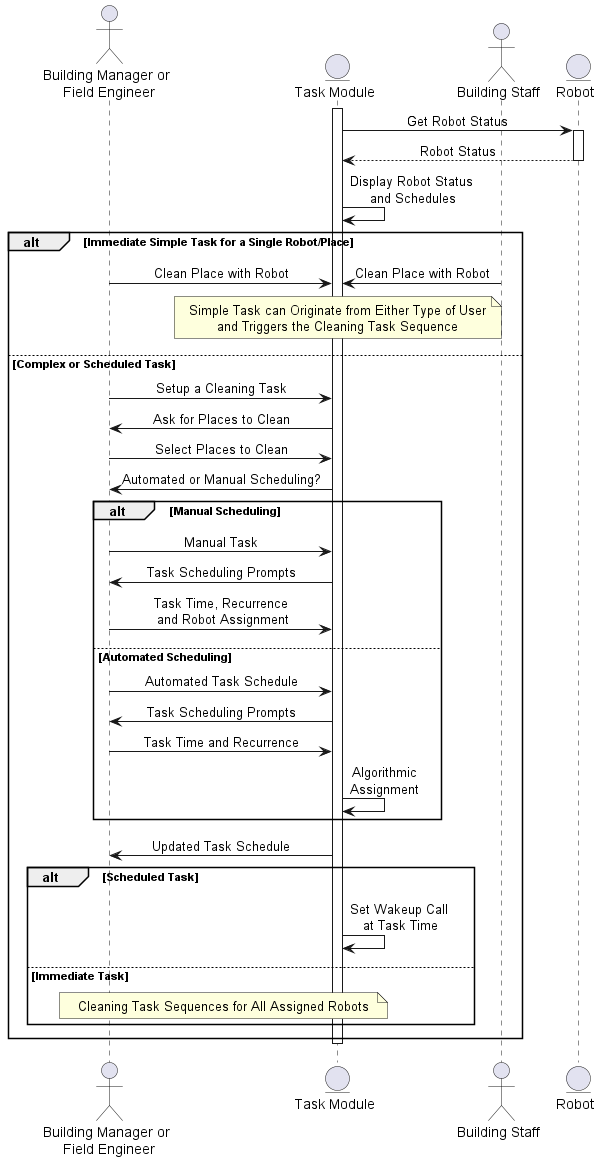 Building Manager or
Field Engineer
Task Module
Building Staff
Robot
Get Robot Status
Robot Status
Display Robot Status
and Schedules
alt
[Immediate Simple Task for a Single Robot/Place]
Clean Place with Robot
Clean Place with Robot
Simple Task can Originate from Either Type of User
and Triggers the Cleaning Task Sequence
[Complex or Scheduled Task]
Setup a Cleaning Task
Ask for Places to Clean
Select Places to Clean
Automated or Manual Scheduling?
alt
[Manual Scheduling]
Manual Task
Task Scheduling Prompts
Task Time, Recurrence
and Robot Assignment
[Automated Scheduling]
Automated Task Schedule
Task Scheduling Prompts
Task Time and Recurrence
Algorithmic
Assignment
Updated Task Schedule
alt
[Scheduled Task]
Set Wakeup Call
at Task Time
[Immediate Task]
Cleaning Task Sequences for All Assigned Robots
Building Manager or
Field Engineer
Task Module
Building Staff
Robot